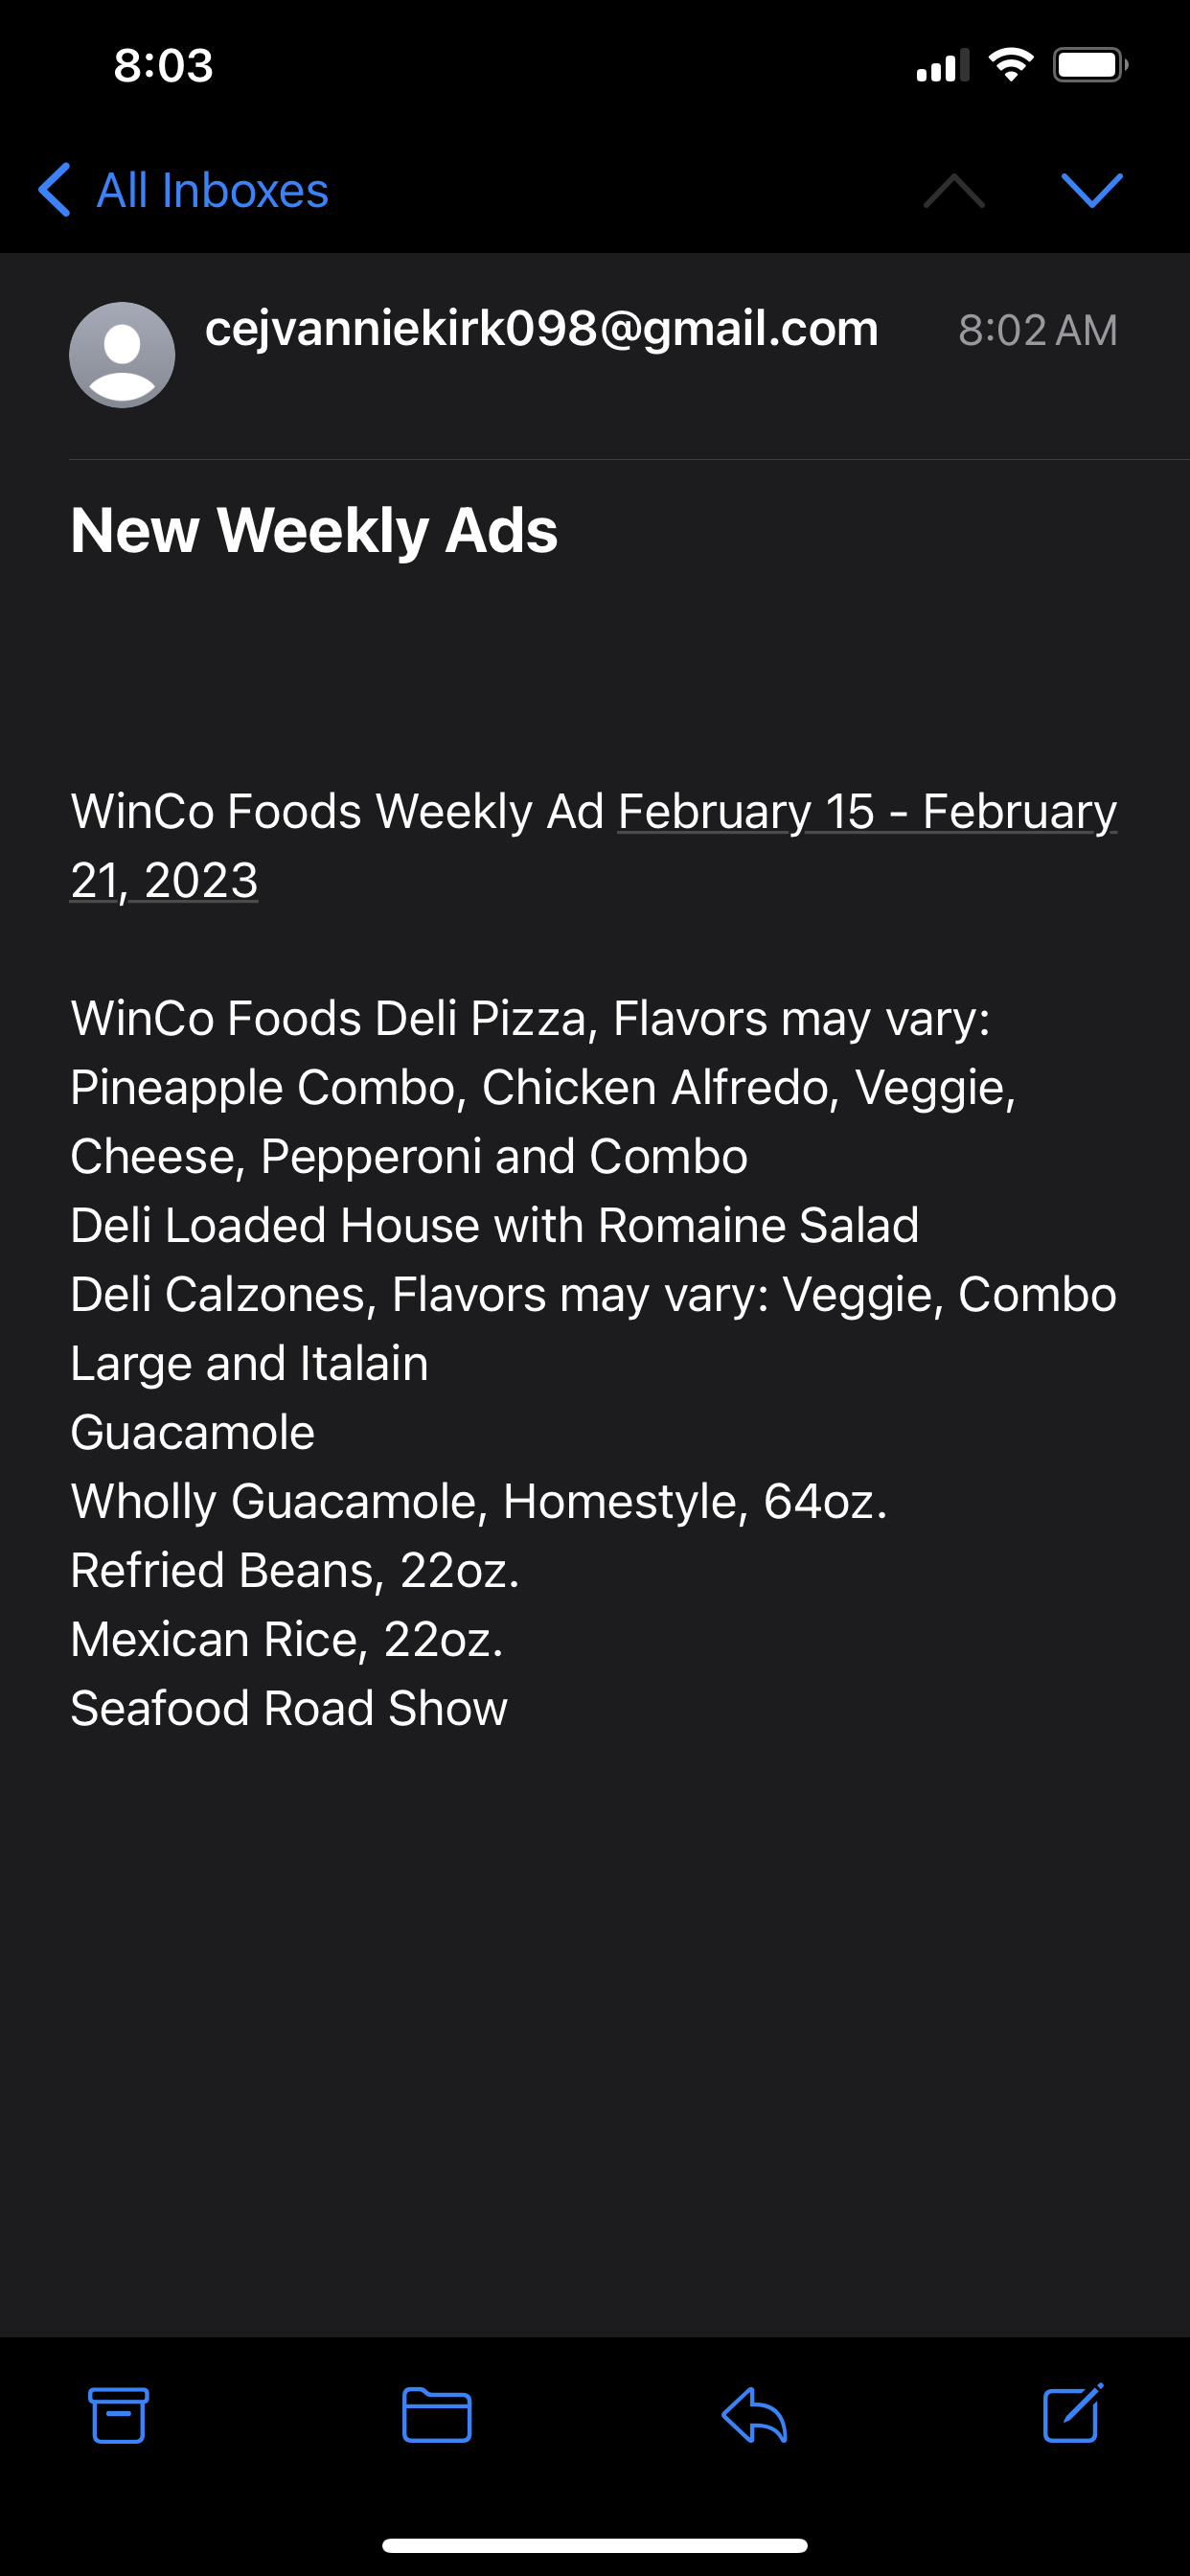 8:03
All Inboxes
cejvanniekirk098@gmail.com 8:02 AM
New Weekly Ads
WinCo Foods Weekly Ad February 15 - February
21, 2023
WinCo Foods Deli Pizza, Flavors may vary:
Pineapple Combo, Chicken Alfredo, Veggie,
Cheese, Pepperoni and Combo
Deli Loaded House with Romaine Salad
Deli Calzones, Flavors may vary: Veggie, Combo
Large and Italain
Guacamole
Wholly Guacamole, Homestyle, 64oz.
Refried Beans, 22oz.
Mexican Rice, 22oz.
Seafood Road Show